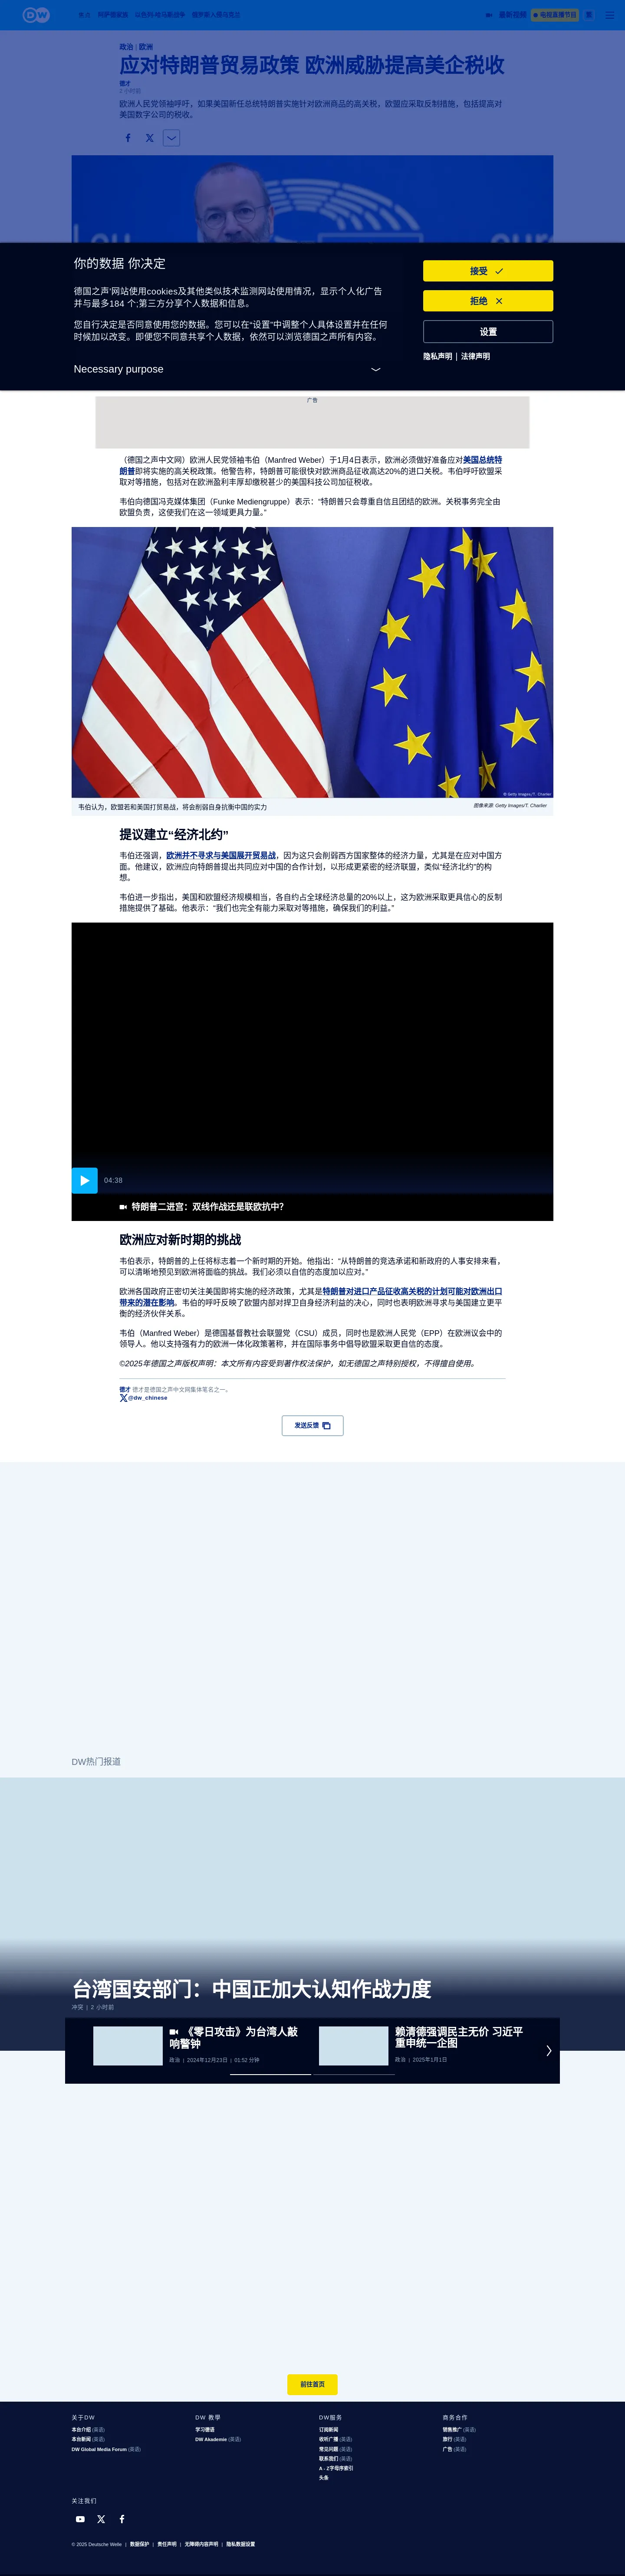 DW
焦点 阿萨德家族 以色列-哈马斯战争 俄罗斯入侵乌克兰
最新视频 电视直播节目
政治 | 欧洲
应对特朗普贸易政策 欧洲威胁提高美企税收
德才
2 小时前
欧洲人民党领袖呼吁，如果美国新任总统特朗普实施针对欧洲商品的高关税，欧盟应采取反制措施，包括提高对
美国数字公司的税收。
你的数据 你决定
德国之声'网站使用cookies及其他类似技术监测网站使用情况，显示个人化广告
并与最多184 个;第三方分享个人数据和信息。
您自行决定是否同意使用您的数据。您可以在“设置”中调整个人具体设置并在任何
时候加以改变。即便您不同意共享个人数据，依然可以浏览德国之声所有内容。
Necessary purpose
接受
拒绝
设置
隐私声明 | 法律声明
广告
（德国之声中文网）欧洲人民党领袖韦伯（Manfred Weber）于1月4日表示，欧洲必须做好准备应对美国总统特
朗普即将实施的高关税政策。他警告称，特朗普可能很快对欧洲商品征收高达20%的进口关税。韦伯呼吁欧盟采
取对等措施，包括对在欧洲盈利丰厚却缴税甚少的美国科技公司加征税收。
韦伯向德国冯克媒体集团（Funke Mediengruppe）表示：“特朗普只会尊重自信且团结的欧洲。关税事务完全由
欧盟负责，这使我们在这一领域更具力量。”
© Getty Images/T. Charlier
韦伯认为，欧盟若和美国打贸易战，将会削弱自身抗衡中国的实力
图像来源: Getty Images/T. Charlier
提议建立“经济北约”
韦伯还强调，欧洲并不寻求与美国展开贸易战，因为这只会削弱西方国家整体的经济力量，尤其是在应对中国方
面。他建议，欧洲应向特朗普提出共同应对中国的合作计划，以形成更紧密的经济联盟，类似“经济北约”的构
想。
韦伯进一步指出，美国和欧盟经济规模相当，各自约占全球经济总量的20%以上，这为欧洲采取更具信心的反制
措施提供了基础。他表示：“我们也完全有能力采取对等措施，确保我们的利益。”
04:38
特朗普二进宫：双线作战还是联欧抗中？
欧洲应对新时期的挑战
韦伯表示，特朗普的上任将标志着一个新时期的开始。他指出：“从特朗普的竞选承诺和新政府的人事安排来看，
可以清晰地预见到欧洲将面临的挑战。我们必须以自信的态度加以应对。”
欧洲各国政府正密切关注美国即将实施的经济政策，尤其是特朗普对进口产品征收高关税的计划可能对欧洲出口
带来的潜在影响。韦伯的呼吁反映了欧盟内部对捍卫自身经济利益的决心，同时也表明欧洲寻求与美国建立更平
衡的经济伙伴关系。
韦伯（Manfred Weber）是德国基督教社会联盟党（CSU）成员，同时也是欧洲人民党（EPP）在欧洲议会中的
领导人。他以支持强有力的欧洲一体化政策著称，并在国际事务中倡导欧盟采取更自信的态度。
©2025年德国之声版权声明：本文所有内容受到著作权法保护，如无德国之声特别授权，不得擅自使用。
德才 德才是德国之声中文网集体笔名之一。
@dw_chinese
发送反馈
DW热门报道
台湾国安部门：中国正加大认知作战力度
冲突 | 2 小时前
《零日攻击》为台湾人敲
响警钟
政治 | 2024年12月23日 | 01:52 分钟
赖清德强调民主无价 习近平
重申统一企图
政治 | 2025年1月1日
前往首页
关于DW
本台介绍 (英语)
本台新闻 (英语)
DW Global Media Forum (英语)
DW 教學
学习德语
DW Akademie (英语)
DW服务
订阅新闻
收听广播 (英语)
常见问题 (英语)
联系我们 (英语)
A - Z字母序索引
头条
商务合作
销售推广 (英语)
旅行 (英语)
广告 (英语)
关注我们
© 2025 Deutsche Welle | 数据保护 | 责任声明 | 无障碍内容声明 | 隐私数据设置